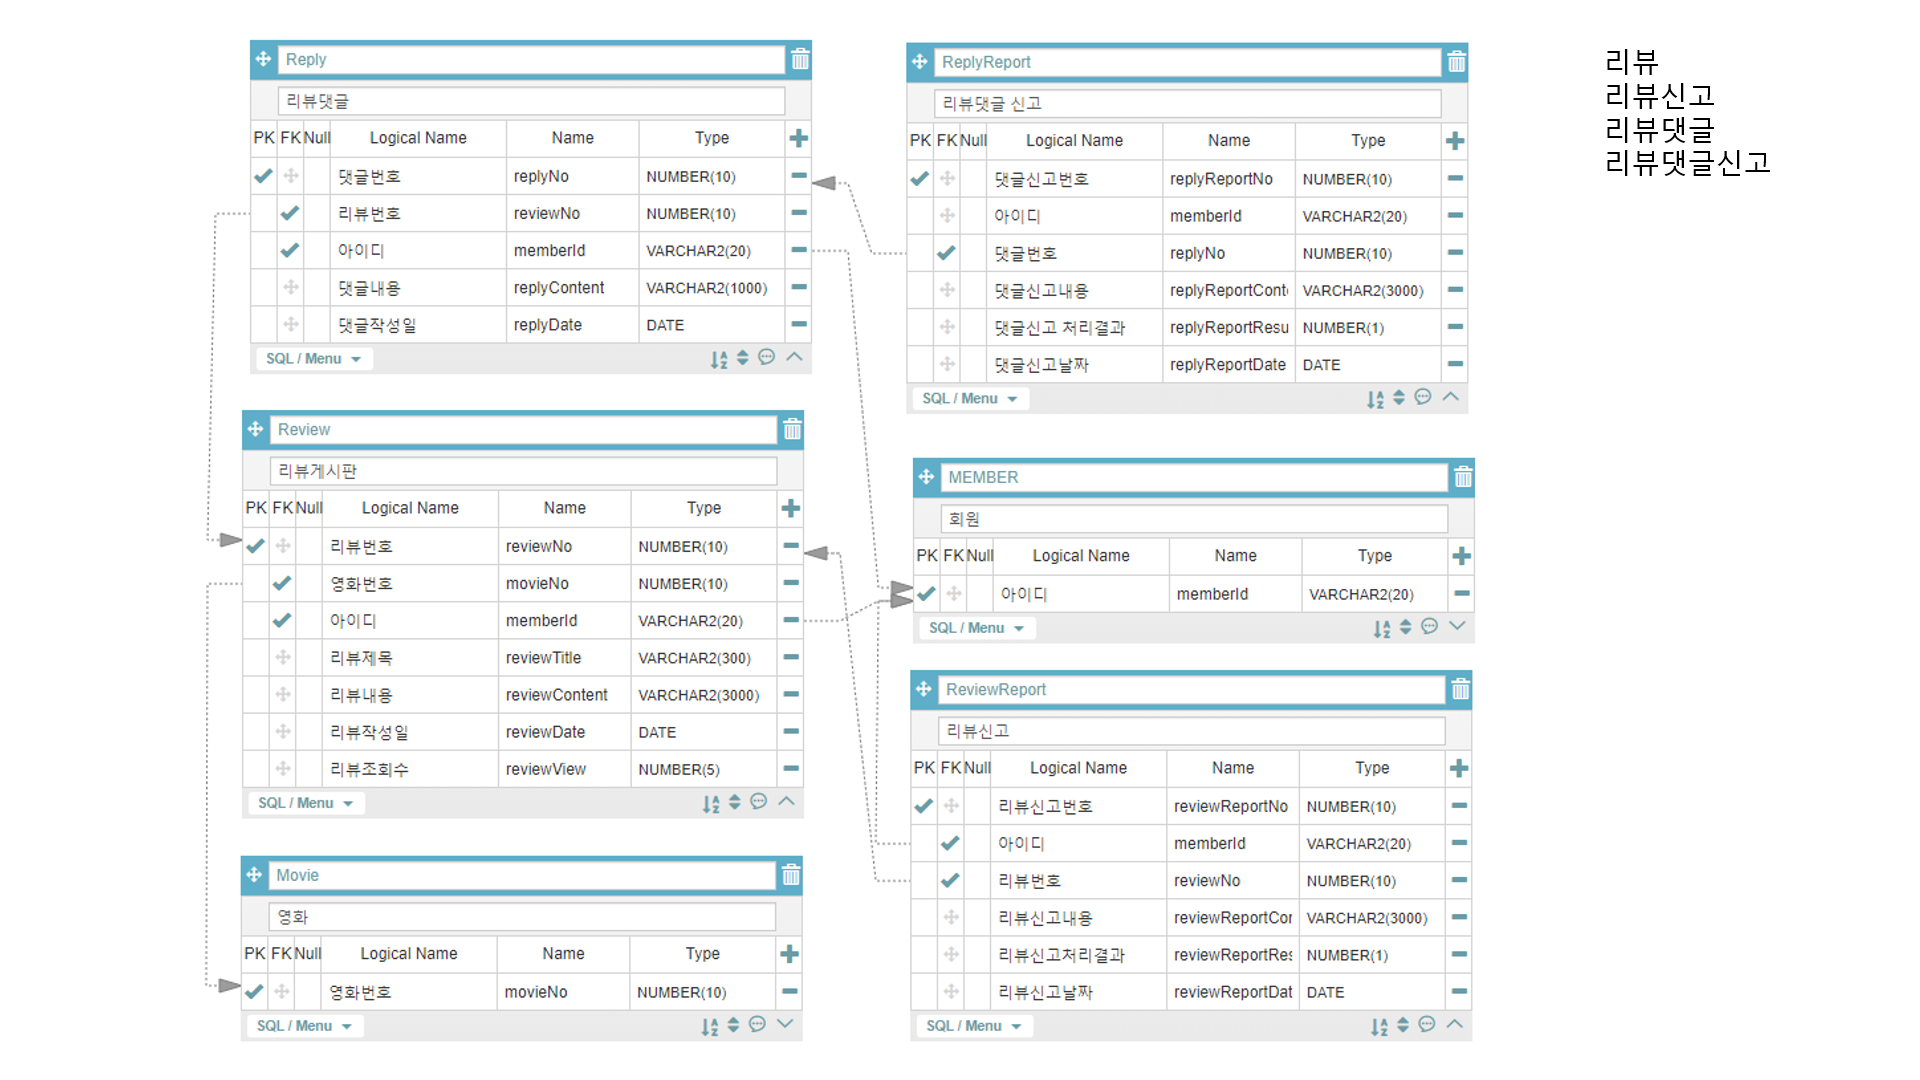 Reply
리뷰댓글
PK FK Null Logical Name Name Type
댓글번호 replyNo NUMBER(10)
리뷰번호 reviewNo NUMBER(10)
아이디 memberId VARCHAR2(20)
댓글내용 replyContent VARCHAR2(1000)
댓글작성일 replyDate DATE
SQL / Menu
Review
리뷰게시판
PK FK Null Logical Name Name Type
리뷰번호 reviewNo NUMBER(10)
영화번호 movieNo NUMBER(10)
아이디 memberId VARCHAR2(20)
리뷰제목 reviewTitle VARCHAR2(300)
리뷰내용 reviewContent VARCHAR2(3000)
리뷰작성일 reviewDate DATE
리뷰조회수 reviewView NUMBER(5)
SQL / Menu
Movie
영화
PK FK Null Logical Name Name Type
영화번호 movieNo NUMBER(10)
SQL / Menu
ReplyReport
리뷰댓글 신고
PK FK Null Logical Name Name Type
댓글신고번호 replyReportNo NUMBER(10)
아이디 memberId VARCHAR2(20)
댓글번호 replyNo NUMBER(10)
댓글신고내용 replyReportCont VARCHAR2(3000)
댓글신고 처리결과 replyReportResu NUMBER(1)
댓글신고날짜 replyReportDate DATE
SQL / Menu
MEMBER
회원
PK FK Null Logical Name Name Type
아이디 memberId VARCHAR2(20)
SQL / Menu
ReviewReport
리뷰신고
PK FK Null Logical Name Name Type
리뷰신고번호 reviewReportNo NUMBER(10)
아이디 memberId VARCHAR2(20)
리뷰번호 reviewNo NUMBER(10)
리뷰신고내용 reviewReportCor VARCHAR2(3000)
리뷰신고처리결과 reviewReportRes NUMBER(1)
리뷰신고날짜 reviewReportDat DATE
SQL / Menu
리뷰
리뷰신고
리뷰댓글
리뷰댓글신고